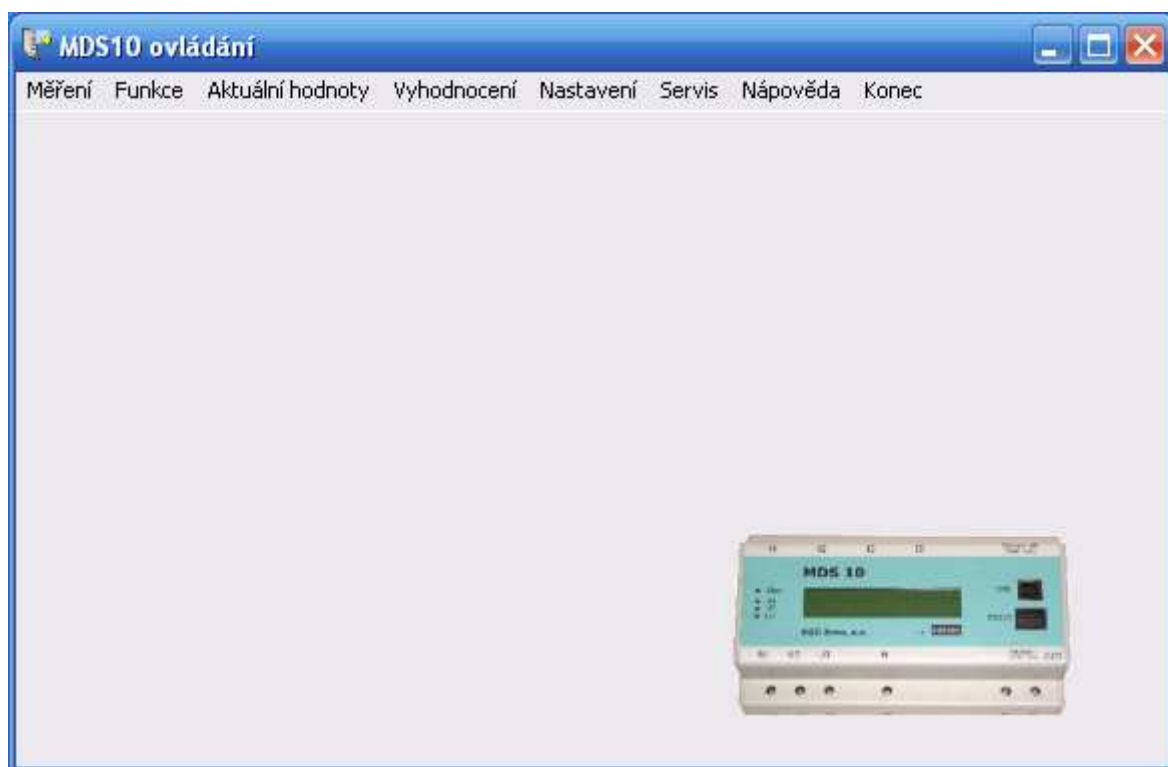 MDS10 ovládání
Měření Funkce Aktuální hodnoty Vyhodnocení Nastavení Servis Nápověda Konec
MDS 10